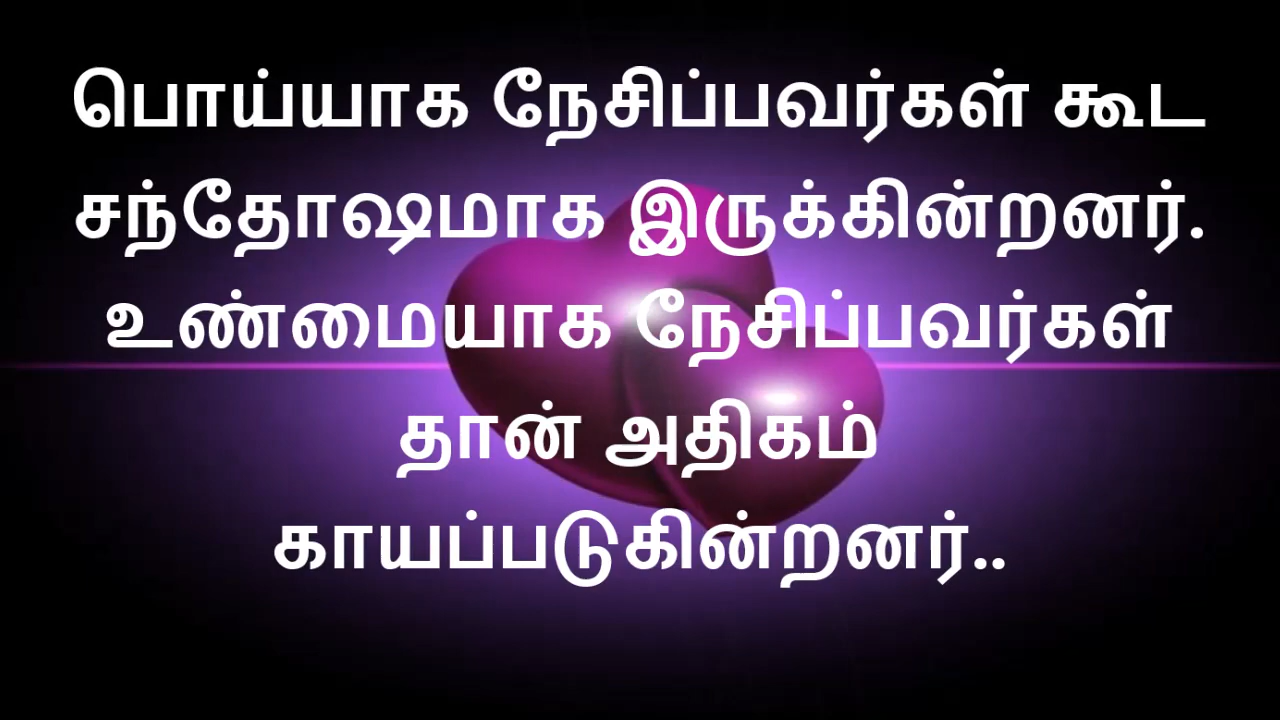 பொய்யாக நேசிப்பவர்கள் கூட
சந்தோஷமாக இருக்கின்றனர்.
உண்மையாக நேசிப்பவர்கள்
தான் அதிகம்
காயப்படுகின்றனர்..